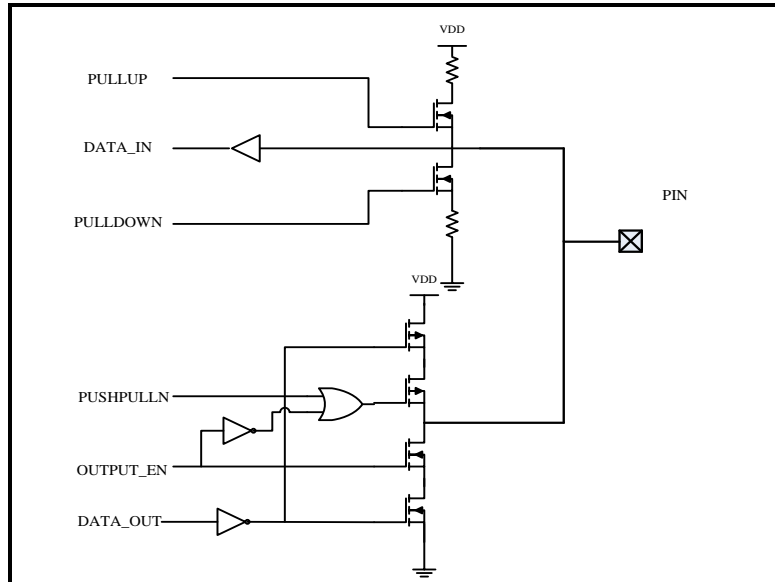 VDD
PULLUP
DATA_IN
PIN
PULLDOWN
VDD
PUSHPULLN
OUTPUT_EN
DATA_OUT